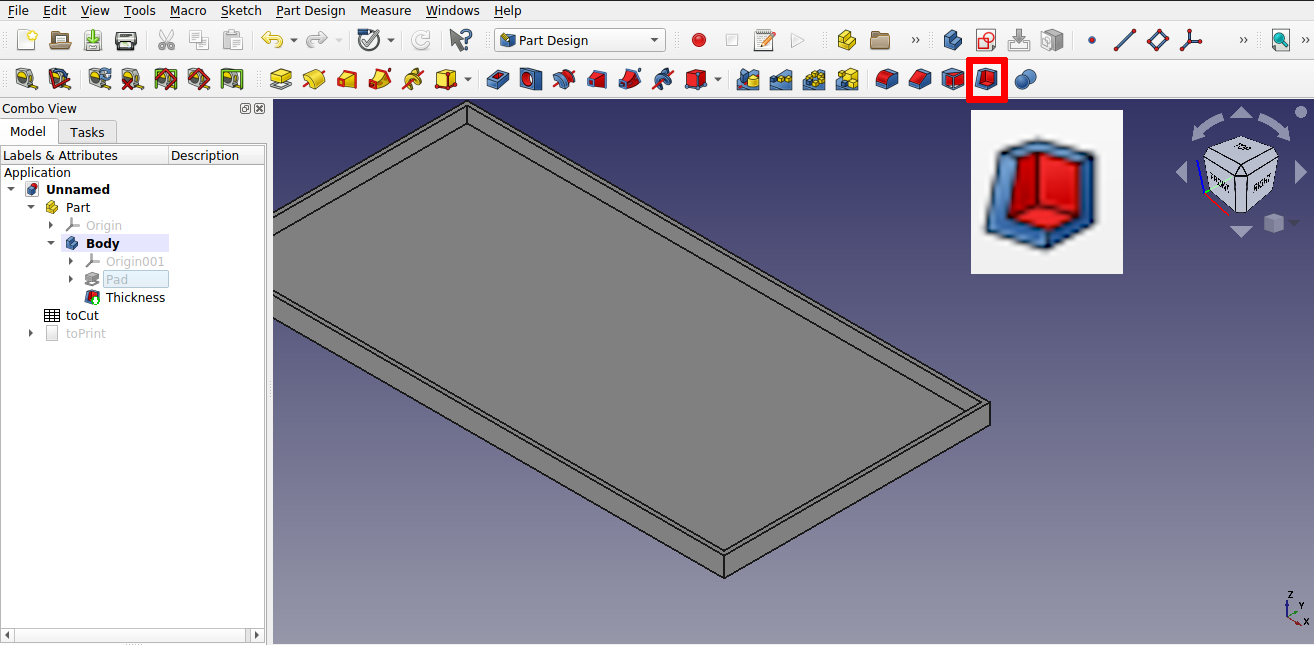 File Edit View Tools Macro Sketch Part Design Measure Windows Help
Part Design
Combo View
Model Tasks
Labels & Attributes Description
Application
Unnamed
Part
Origin
Body
Origin001
Pad
Thickness
toCut
toPrint
FRONT RIGHT
Z
Y
X